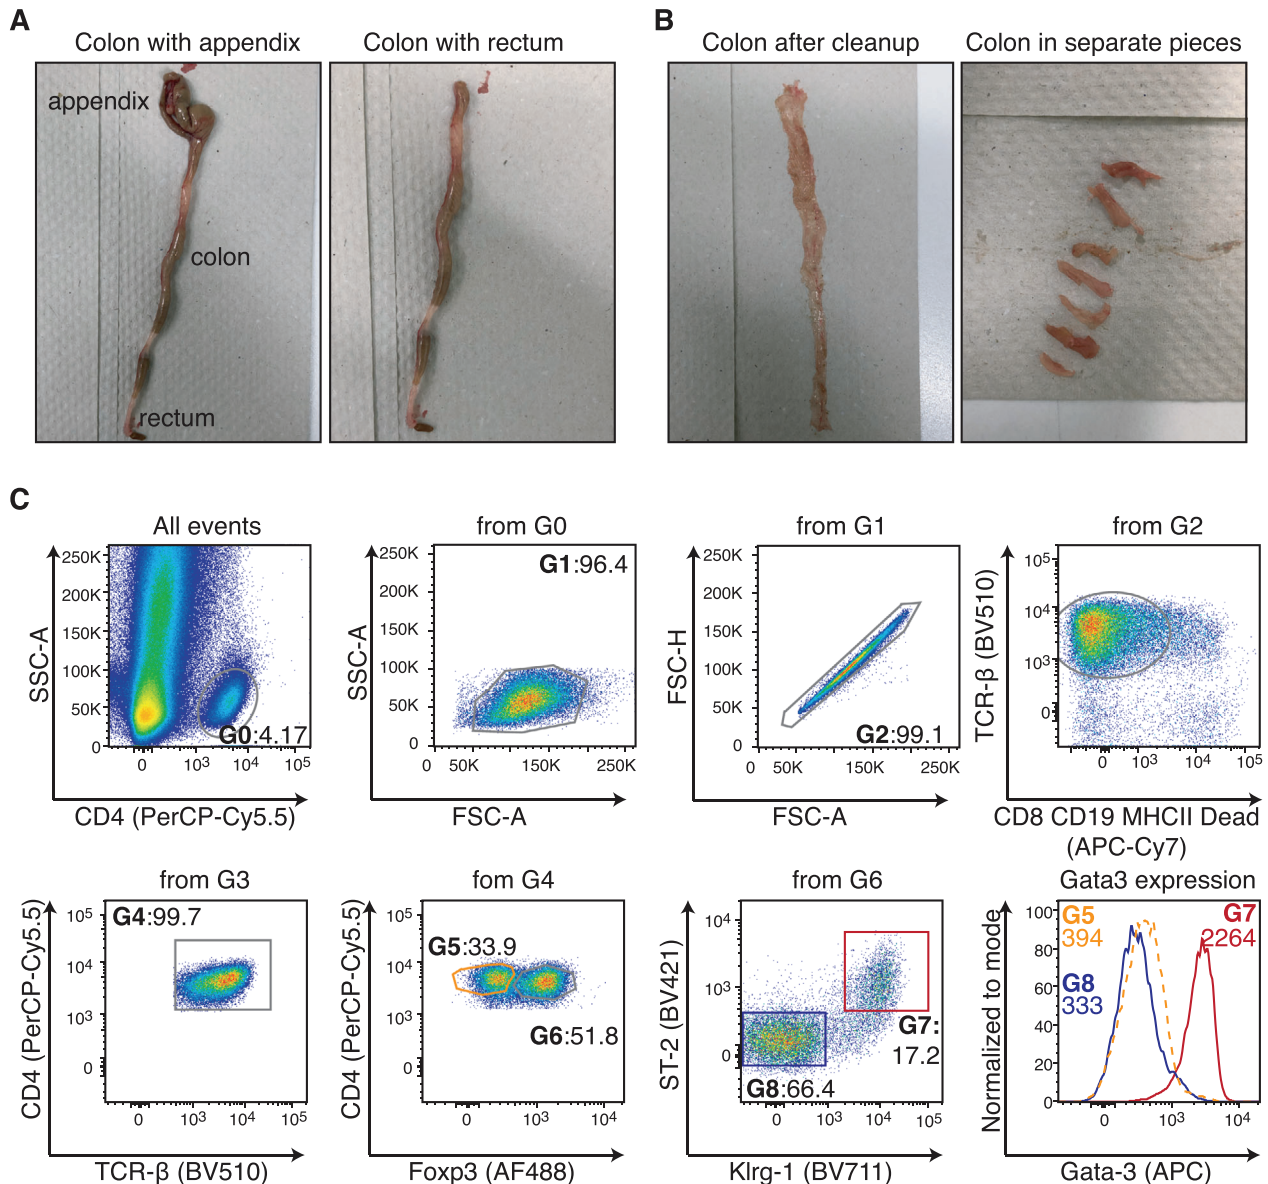 A
B
Colon with appendix
Colon with rectum
Colon after cleanup
Colon in separate pieces
appendix
colon
rectum
C
All events
from G0
from G1
from G2
250K
200K
150K
100K
50K
0
SSC-A
G0:4.17
0
10³
10⁴
10⁵
CD4 (PerCP-Cy5.5)
250K
200K
150K
100K
50K
0
SSC-A
G1:96.4
0
50K
150K
250K
FSC-A
250K
200K
150K
100K
50K
0
FSC-H
G2:99.1
0
50K
150K
250K
FSC-A
10⁵
10⁴
10³
0
TCR-β (BV510)
0
10³
10⁴
10⁵
CD8 CD19 MHCII Dead
(APC-Cy7)
from G3
fom G4
from G6
Gata3 expression
10⁵
10⁴
10³
0
CD4 (PerCP-Cy5.5)
G4:99.7
0
10³
10⁴
10⁵
TCR-β (BV510)
10⁵
10⁴
10³
0
CD4 (PerCP-Cy5.5)
G5:33.9
G6:51.8
0
10³
10⁴
Foxp3 (AF488)
10⁴
10³
0
ST-2 (BV421)
G7:
17.2
G8:66.4
0
10³
10⁴
10⁵
Klrg-1 (BV711)
100
80
60
40
20
0
Normalized to mode
G5
394
G7
2264
G8
333
0
10³
10⁴
Gata-3 (APC)